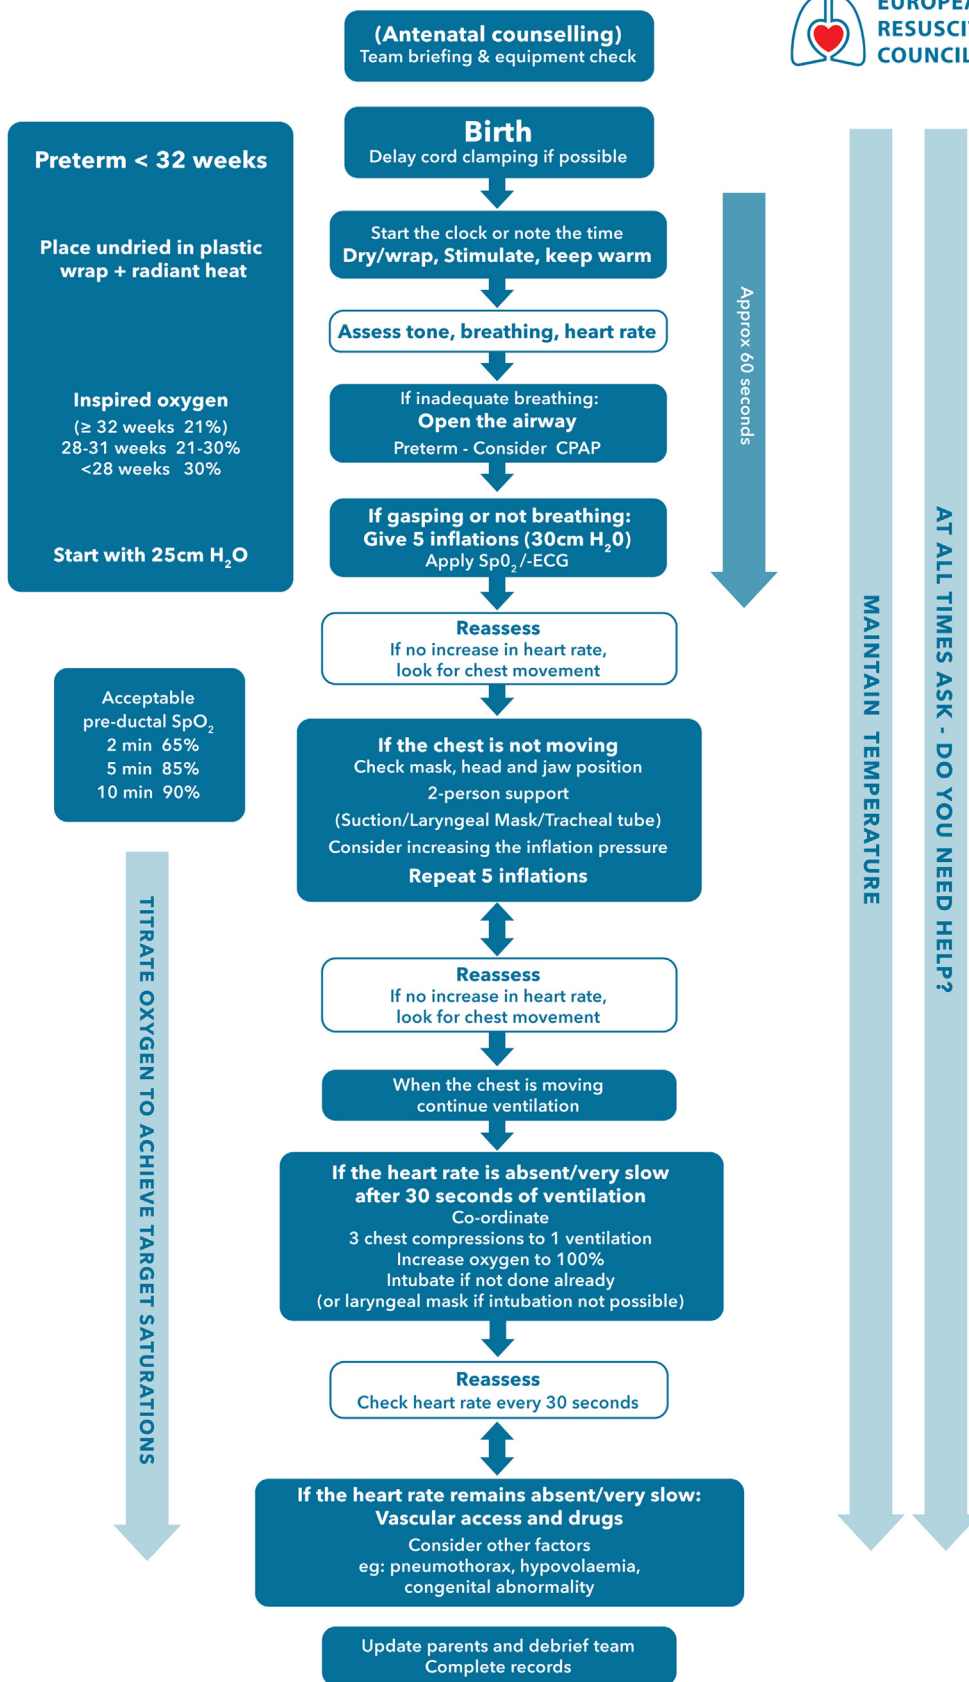 EUROPEA
RESUSCIT
COUNCIL
(Antenatal counselling)
Team briefing & equipment check
Birth
Delay cord clamping if possible
Start the clock or note the time
Dry/wrap, Stimulate, keep warm
Assess tone, breathing, heart rate
If inadequate breathing:
Open the airway
Preterm - Consider CPAP
If gasping or not breathing:
Give 5 inflations (30cm H₂0)
Apply Sp0₂/-ECG
Reassess
If no increase in heart rate,
look for chest movement
If the chest is not moving
Check mask, head and jaw position
2-person support
(Suction/Laryngeal Mask/Tracheal tube)
Consider increasing the inflation pressure
Repeat 5 inflations
Reassess
If no increase in heart rate,
look for chest movement
When the chest is moving
continue ventilation
If the heart rate is absent/very slow
after 30 seconds of ventilation
Co-ordinate
3 chest compressions to 1 ventilation
Increase oxygen to 100%
Intubate if not done already
(or laryngeal mask if intubation not possible)
Reassess
Check heart rate every 30 seconds
If the heart rate remains absent/very slow:
Vascular access and drugs
Consider other factors
eg: pneumothorax, hypovolaemia,
congenital abnormality
Update parents and debrief team
Complete records
Preterm < 32 weeks
Place undried in plastic
wrap + radiant heat
Inspired oxygen
(≥ 32 weeks 21%)
28-31 weeks 21-30%
<28 weeks 30%
Start with 25cm H₂O
Acceptable
pre-ductal SpO₂
2 min 65%
5 min 85%
10 min 90%
TITRATE OXYGEN TO ACHIEVE TARGET SATURATIONS
Approx 60 seconds
MAINTAIN TEMPERATURE
AT ALL TIMES ASK - DO YOU NEED HELP?